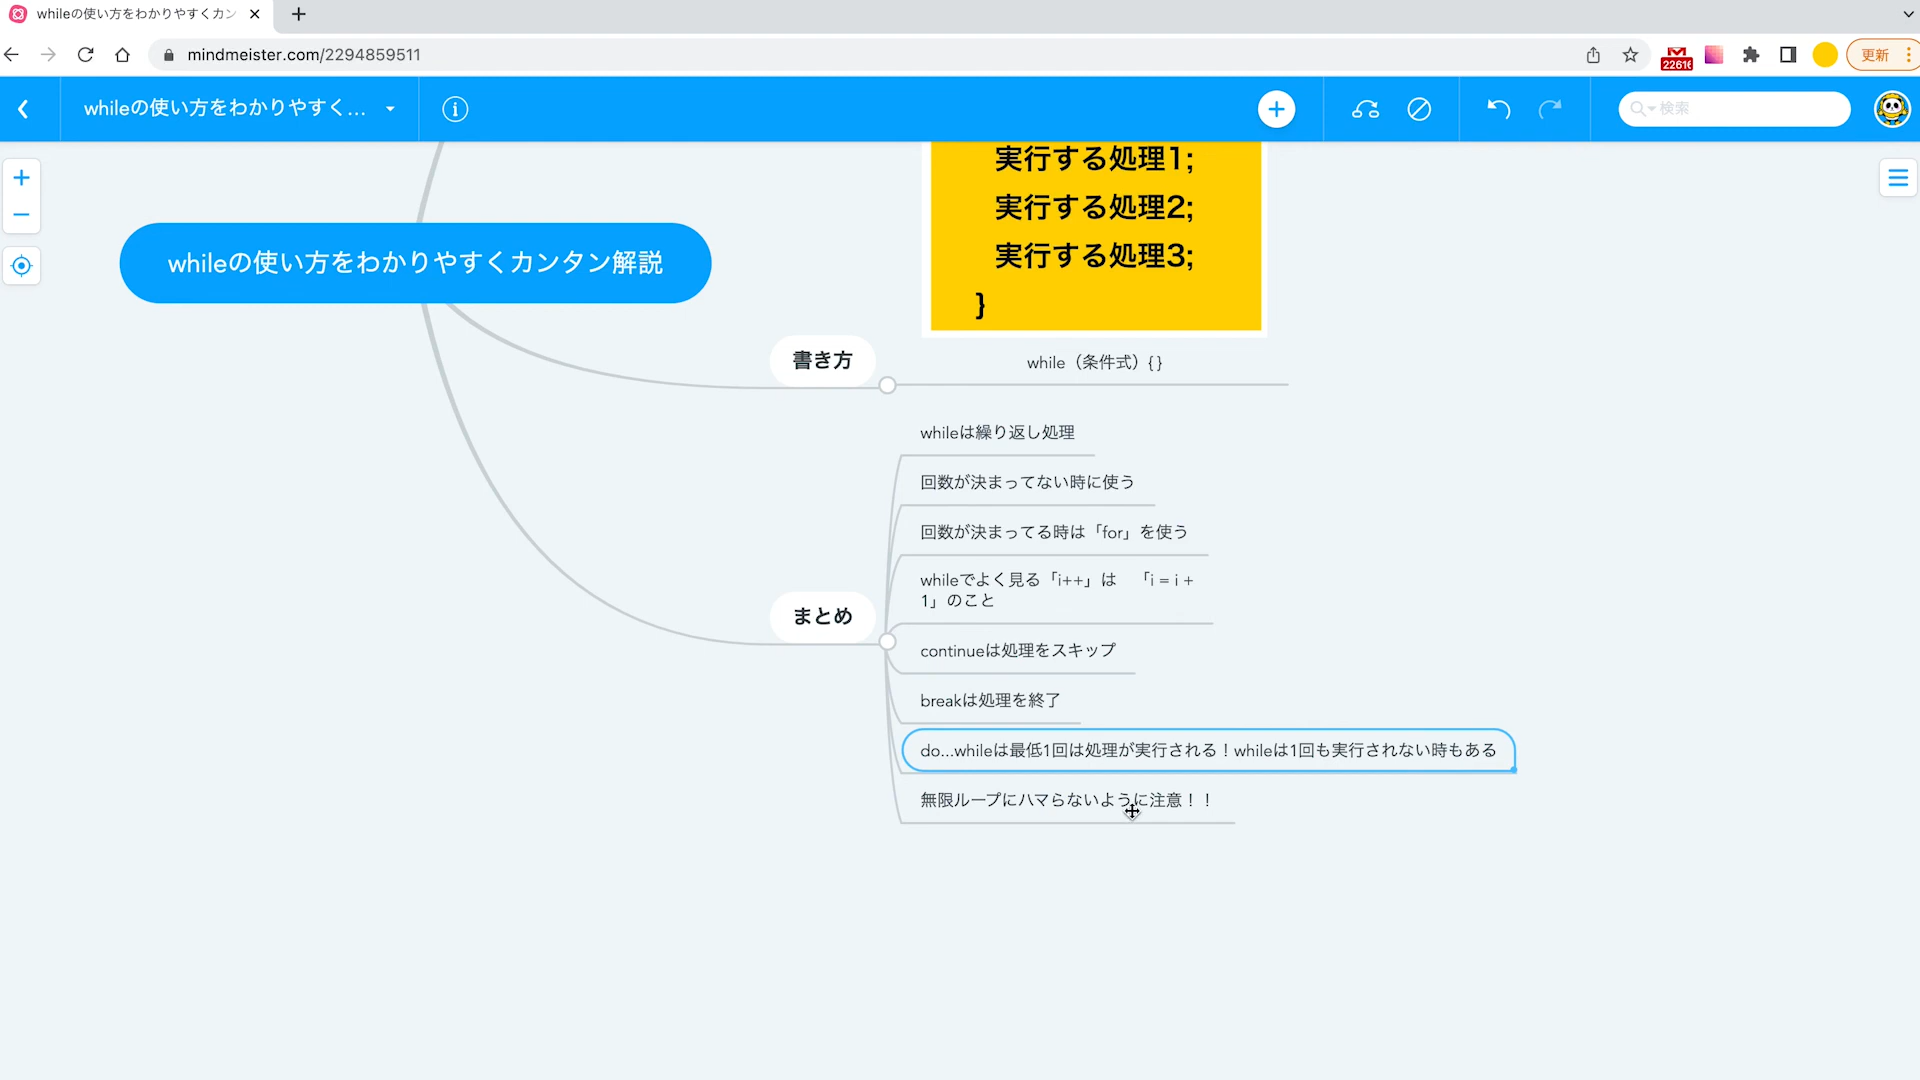 whileの使い方をわかりやすくカン
mindmeister.com/2294859511
22616
更新
whileの使い方をわかりやすく...
検索
実行する処理1;
実行する処理2;
実行する処理3;
}
whileの使い方をわかりやすくカンタン解説
書き方
while（条件式）{ }
whileは繰り返し処理
回数が決まってない時に使う
回数が決まってる時は「for」を使う
whileでよく見る「i++」は　「i = i +
1」のこと
まとめ
continueは処理をスキップ
breakは処理を終了
do...whileは最低1回は処理が実行される！whileは1回も実行されない時もある
無限ループにハマらないように注意！！